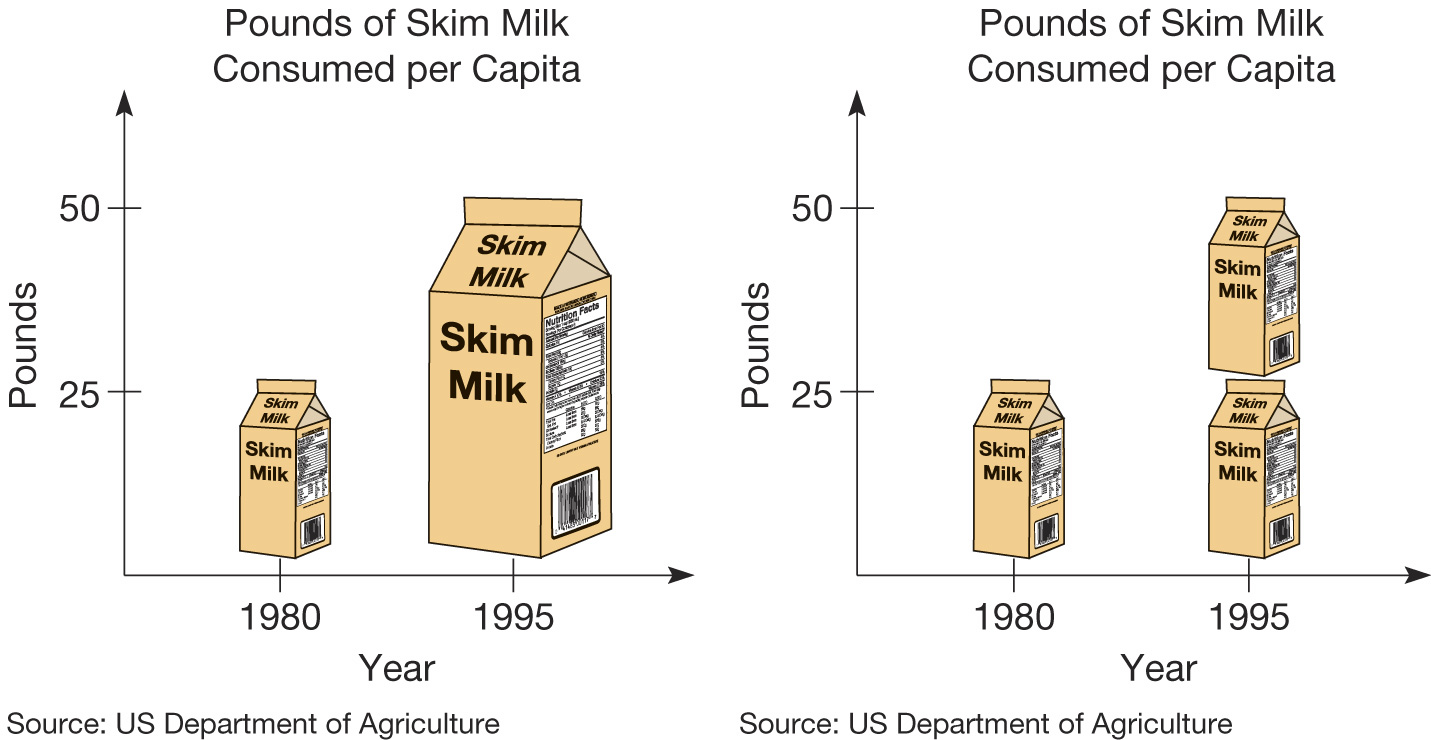 Pounds of Skim Milk
Consumed per Capita
50
25
Pounds
Skim
Milk
Skim
Milk
Skim
Milk
Skim
Milk
Nutrition Facts
1980
1995
Year
Source: US Department of Agriculture
Pounds of Skim Milk
Consumed per Capita
50
25
Pounds
Skim
Milk
Skim
Milk
Skim
Milk
Skim
Milk
Skim
Milk
Skim
Milk
1980
1995
Year
Source: US Department of Agriculture